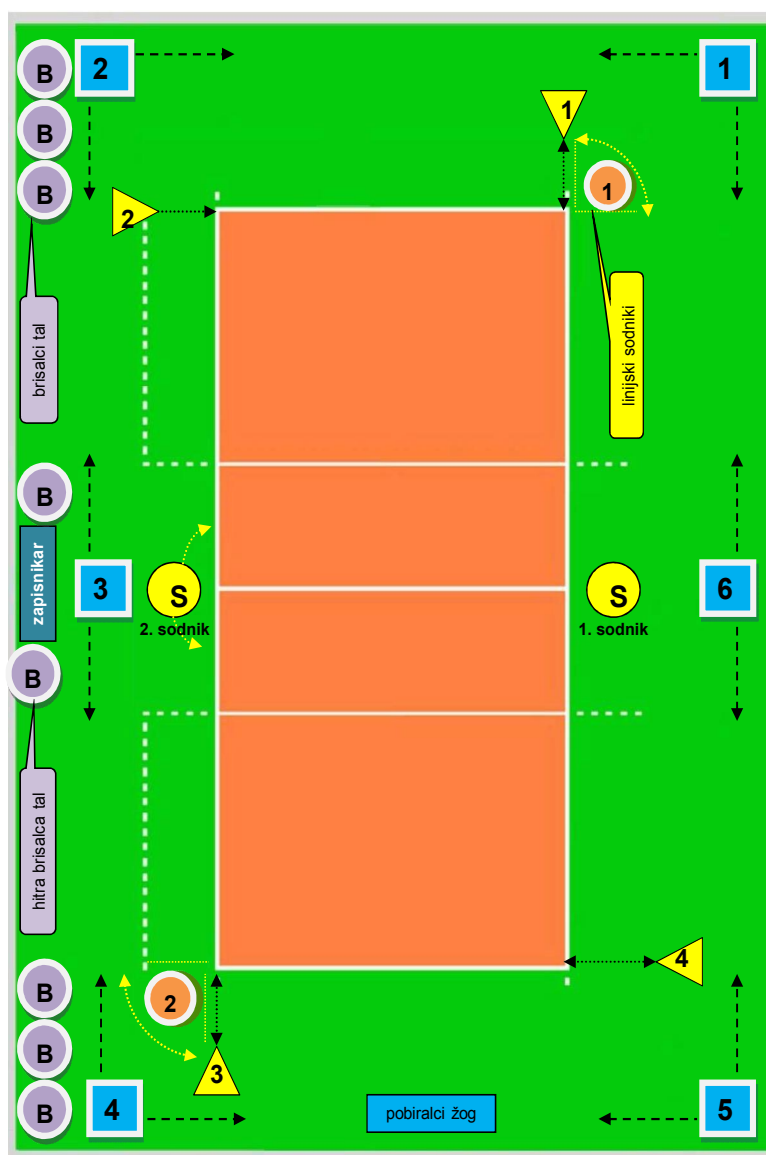 B
2
1
B
1
B
1
2
brisalci tal
linijski sodniki
B
zapisnikar
3
S
S
6
2. sodnik
1. sodnik
B
hitra brisalca tal
4
B
2
B
3
B
4
pobiralci žog
5